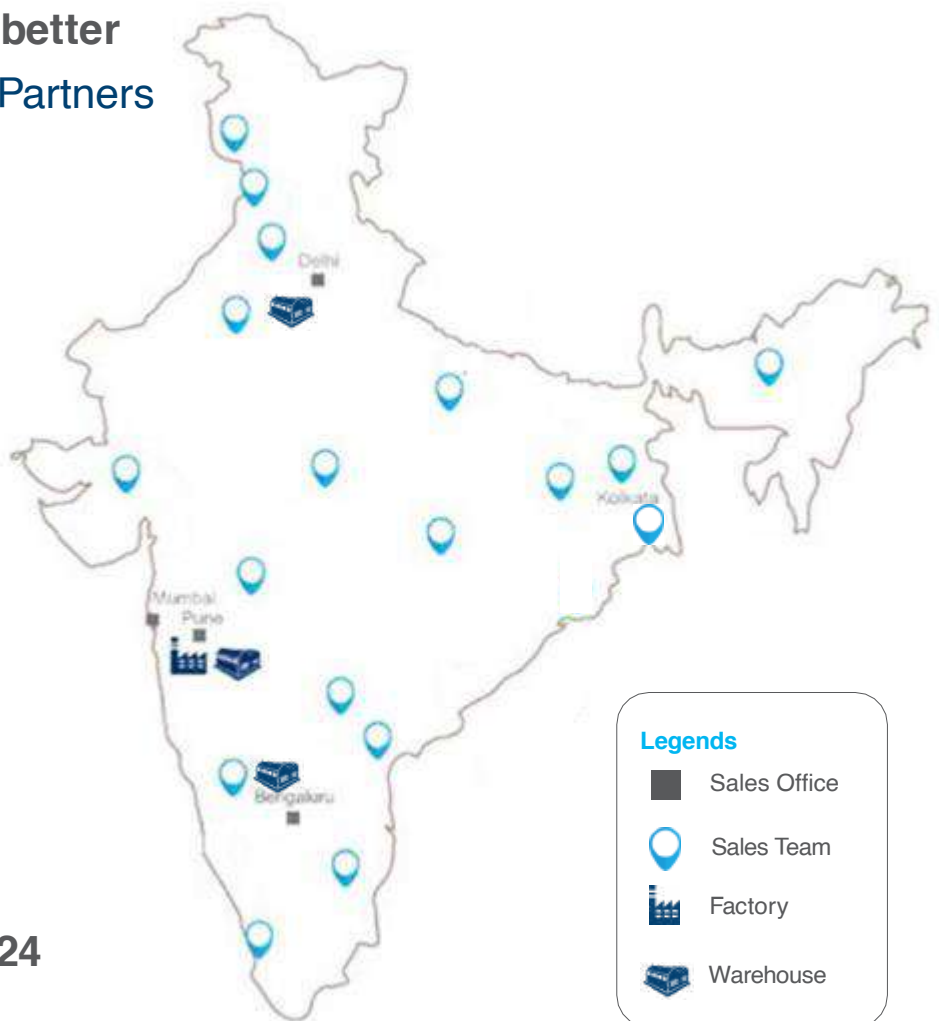 better
Partners
Delhi
Kolkata
Mumbai
Pune
Bengaluru
Legends
Sales Office
Sales Team
Factory
Warehouse
24